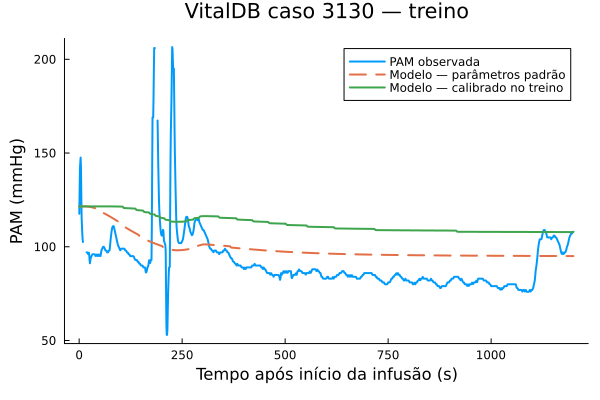 VitalDB caso 3130 — treino
PAM observada
Modelo — parâmetros padrão
Modelo — calibrado no treino
PAM (mmHg)
200
150
100
50
0
250
500
750
1000
Tempo após início da infusão (s)